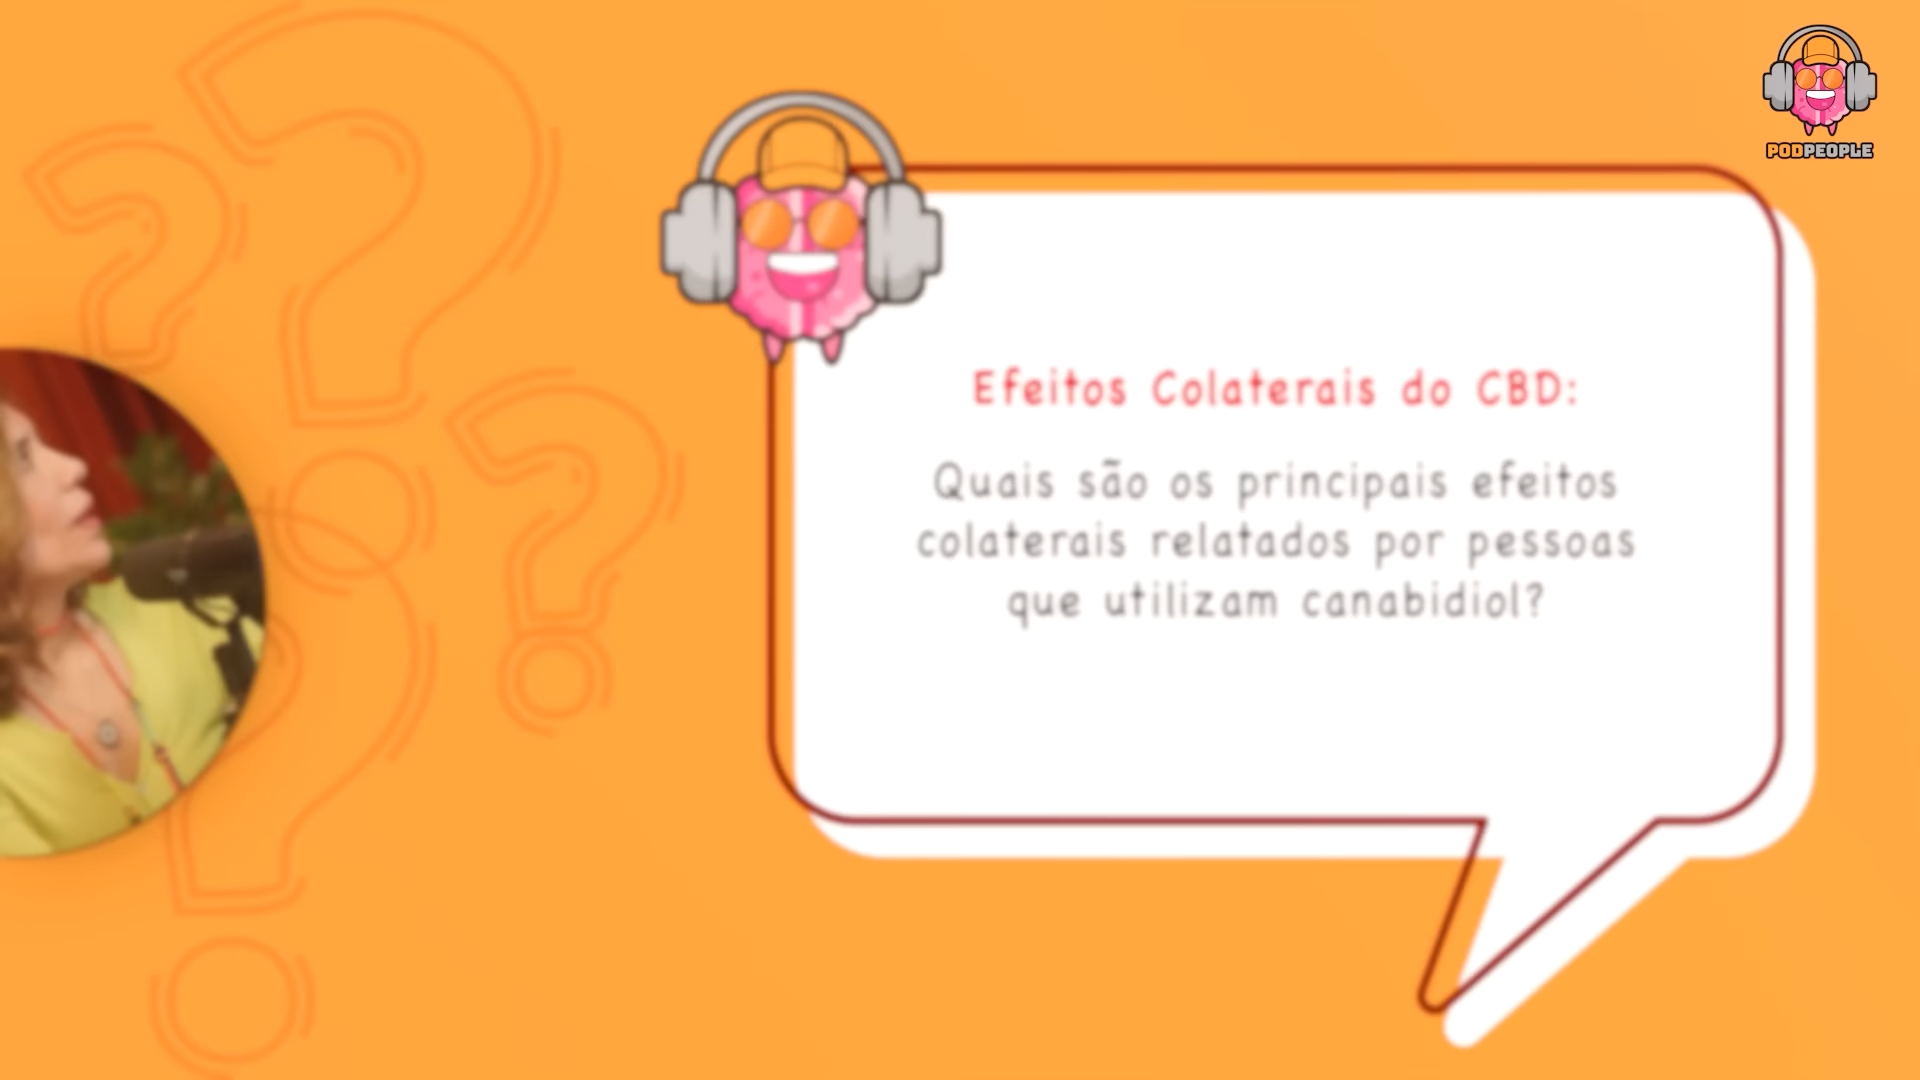 PODPEOPLE
Efeitos Colaterais do CBD:
Quais são os principais efeitos
colaterais relatados por pessoas
que utilizam canabidiol?